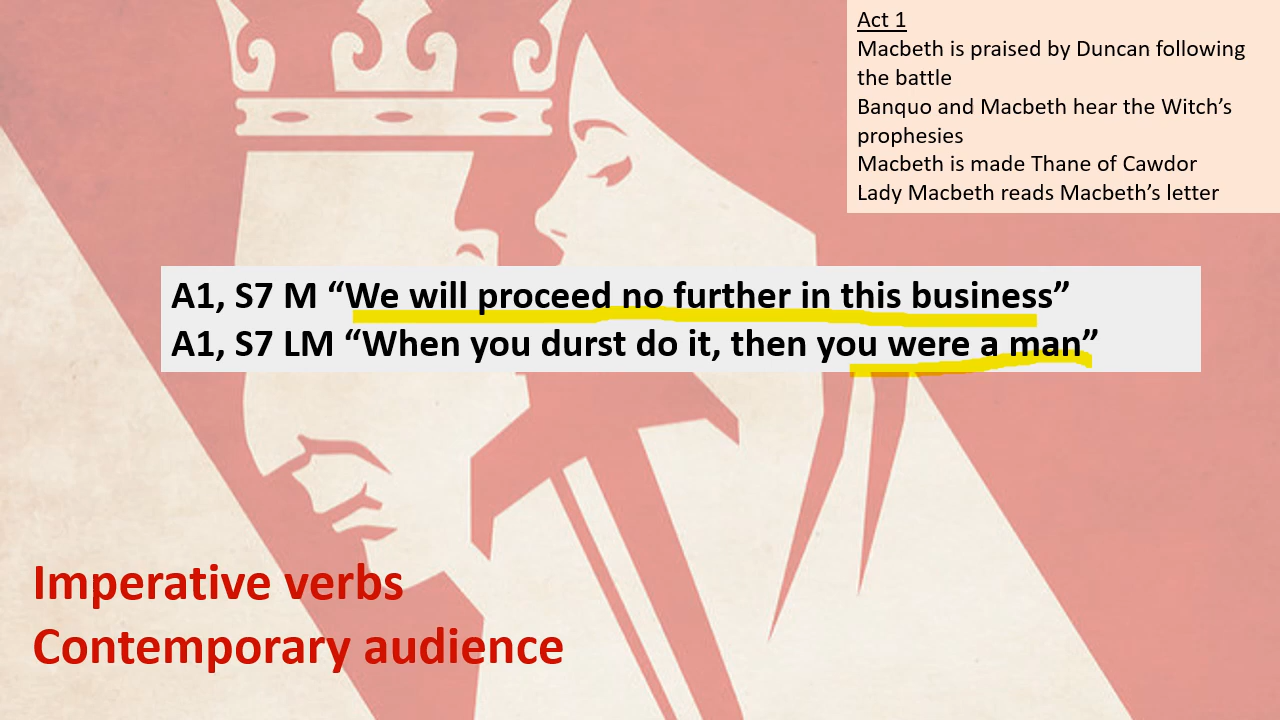 Act 1
Macbeth is praised by Duncan following
the battle
Banquo and Macbeth hear the Witch’s
prophesies
Macbeth is made Thane of Cawdor
Lady Macbeth reads Macbeth’s letter
A1, S7 M “We will proceed no further in this business”
A1, S7 LM “When you durst do it, then you were a man”
Imperative verbs
Contemporary audience